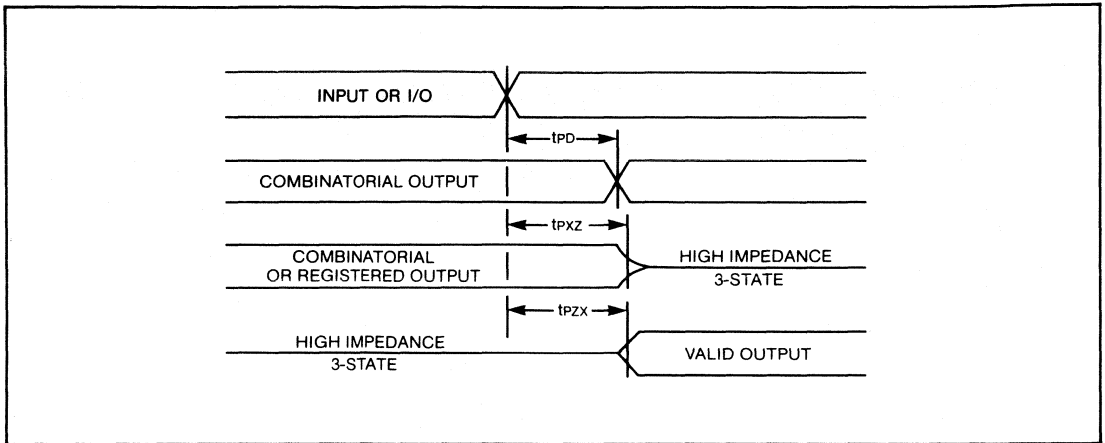 INPUT OR I/O
tPD
COMBINATORIAL OUTPUT
tPXZ
COMBINATORIAL
OR REGISTERED OUTPUT
HIGH IMPEDANCE
3-STATE
tPZX
HIGH IMPEDANCE
3-STATE
VALID OUTPUT